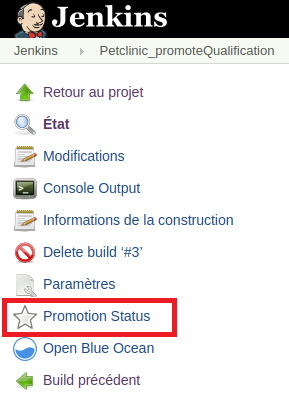 Jenkins
Jenkins Petclinic_promoteQualification
Retour au projet
État
Modifications
Console Output
Informations de la construction
Delete build ‘#3’
Paramètres
Promotion Status
Open Blue Ocean
Build précédent